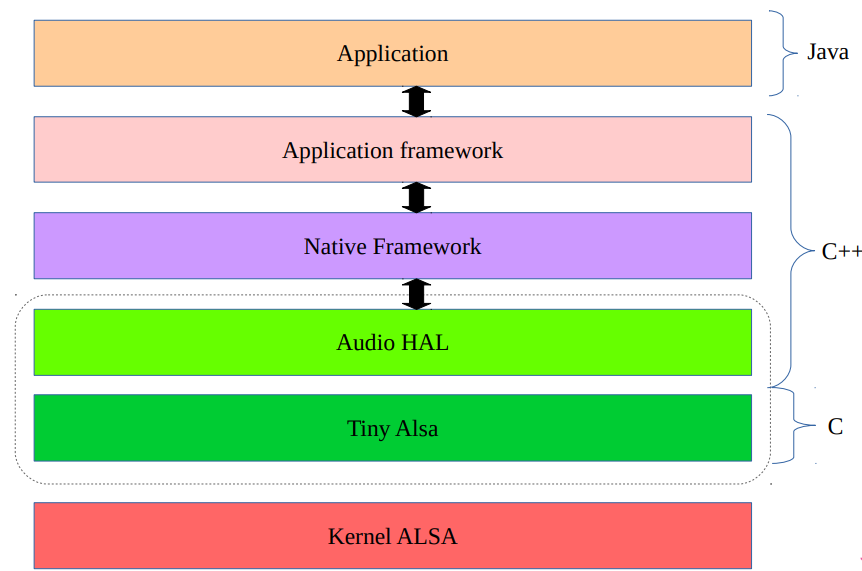 Application
Java
Application framework
Native Framework
C++
Audio HAL
Tiny Alsa
C
Kernel ALSA